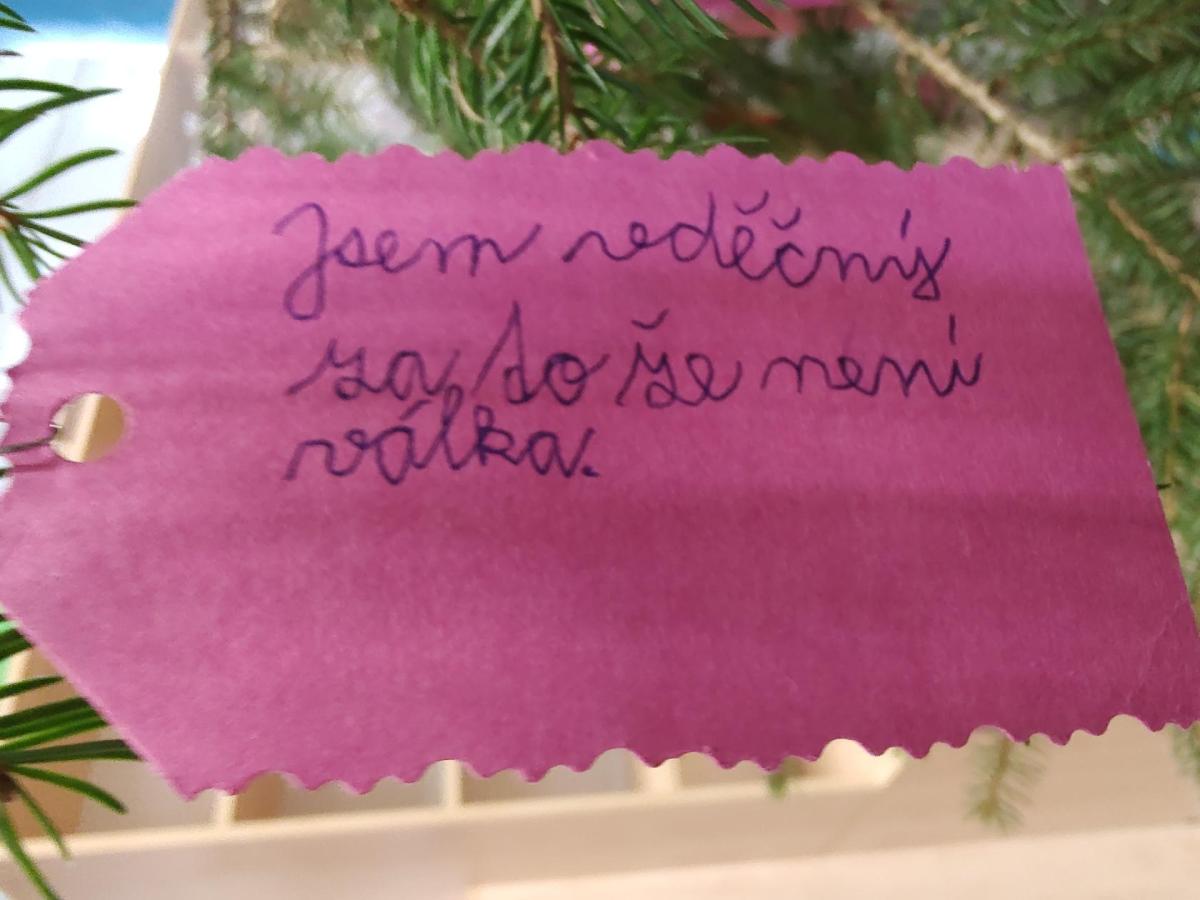 Jsem vděčný
za to že není
válka.